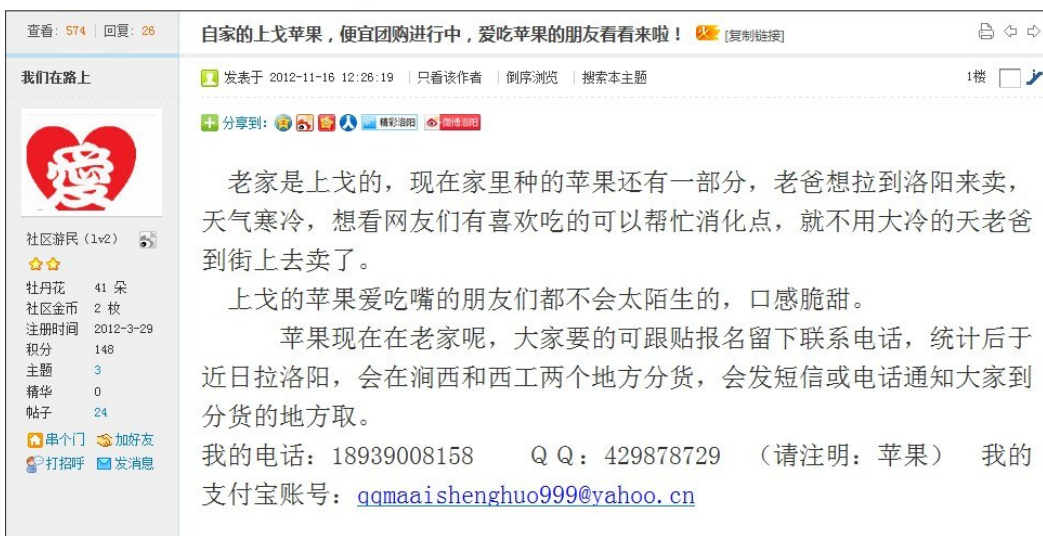 查看: 574 | 回复: 26
自家的上戈苹果，便宜团购进行中，爱吃苹果的朋友看看来啦！ 火 [复制链接]
我们在路上
发表于 2012-11-16 12:26:19 | 只看该作者 | 倒序浏览 | 搜索本主题
1楼
分享到: 精彩洛阳 微博洛阳
愛
社区游民 (lv2)
牡丹花 41 朵
社区金币 2 枚
注册时间 2012-3-29
积分 148
主题 3
精华 0
帖子 24
串个门 加好友
打招呼 发消息
老家是上戈的，现在家里种的苹果还有一部分，老爸想拉到洛阳来卖，
天气寒冷，想看网友们有喜欢吃的可以帮忙消化点，就不用大冷的天老爸
到街上去卖了。
上戈的苹果爱吃嘴的朋友们都不会太陌生的，口感脆甜。
苹果现在在老家呢，大家要的可跟贴报名留下联系电话，统计后于
近日拉洛阳，会在涧西和西工两个地方分货，会发短信或电话通知大家到
分货的地方取。
我的电话：18939008158 ＱＱ：429878729 （请注明：苹果） 我的
支付宝账号：qqmaaishenghuo999@yahoo.cn